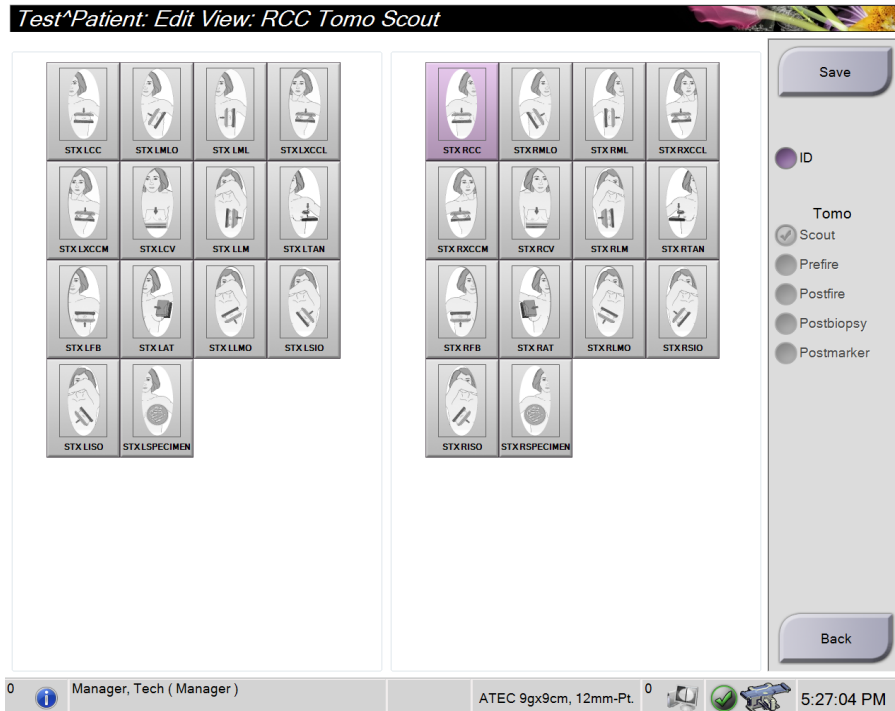 Test^Patient: Edit View: RCC Tomo Scout
STX LCC
STX LMLO
STX LML
STX LXCCL
STX LXCCM
STX LCV
STX LLM
STX LTAN
STX LFB
STX LAT
STX LLMO
STX LSIO
STX LISO
STX LSPECIMEN
STX RCC
STX RMLO
STX RML
STX RXCCL
STX RXCCM
STX RCV
STX RLM
STX RTAN
STX RFB
STX RAT
STX RLMO
STX RSIO
STX RISO
STX RSPECIMEN
Save
ID
Tomo
Scout
Prefire
Postfire
Postbiopsy
Postmarker
Back
0
Manager, Tech ( Manager )
ATEC 9gx9cm, 12mm-Pt.
0
5:27:04 PM